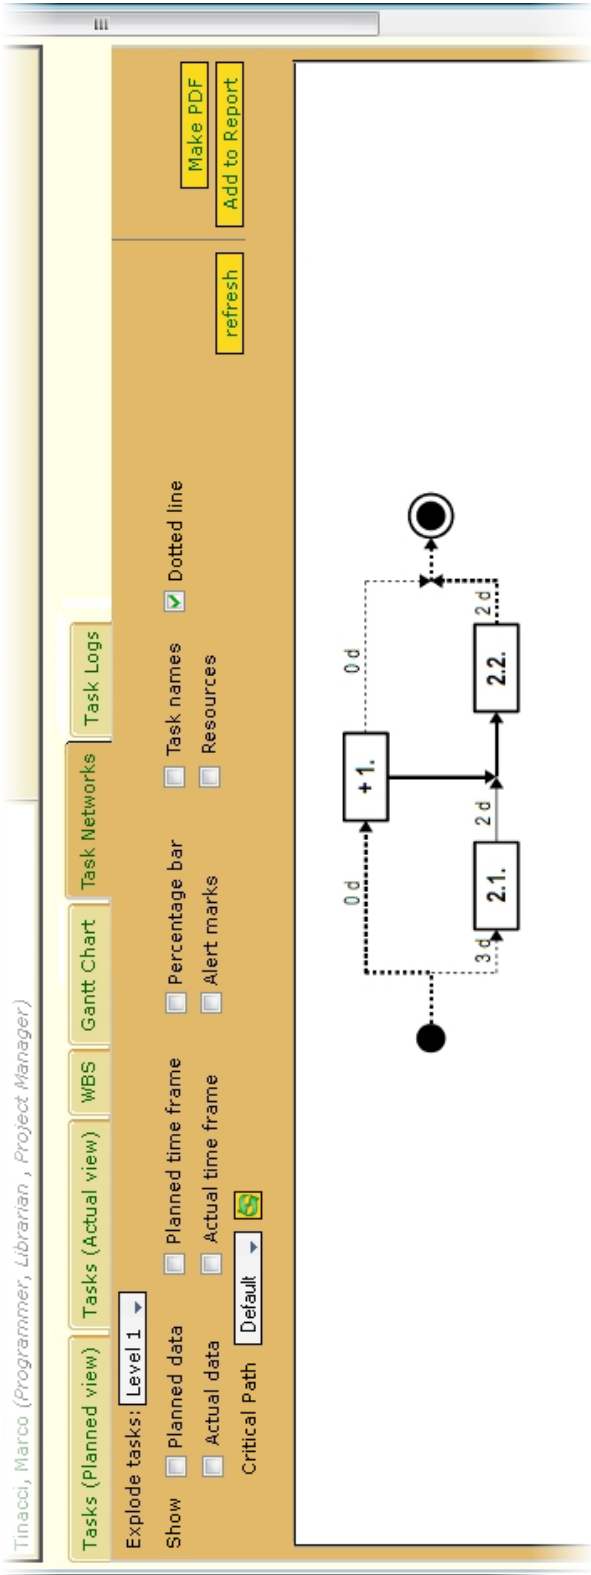 Tinacci, Marco (Programmer, Librarian , Project Manager)
Tasks (Planned view) Tasks (Actual view) WBS Gantt Chart Task Networks Task Logs
Explode tasks: Level 1
Make PDF
Show Planned data Planned time frame Percentage bar Task names Dotted line
Actual data Actual time frame Alert marks Resources
refresh Add to Report
Critical Path Default
0 d + 1. 0 d
3 d 2.1. 2 d 2.2. 2 d